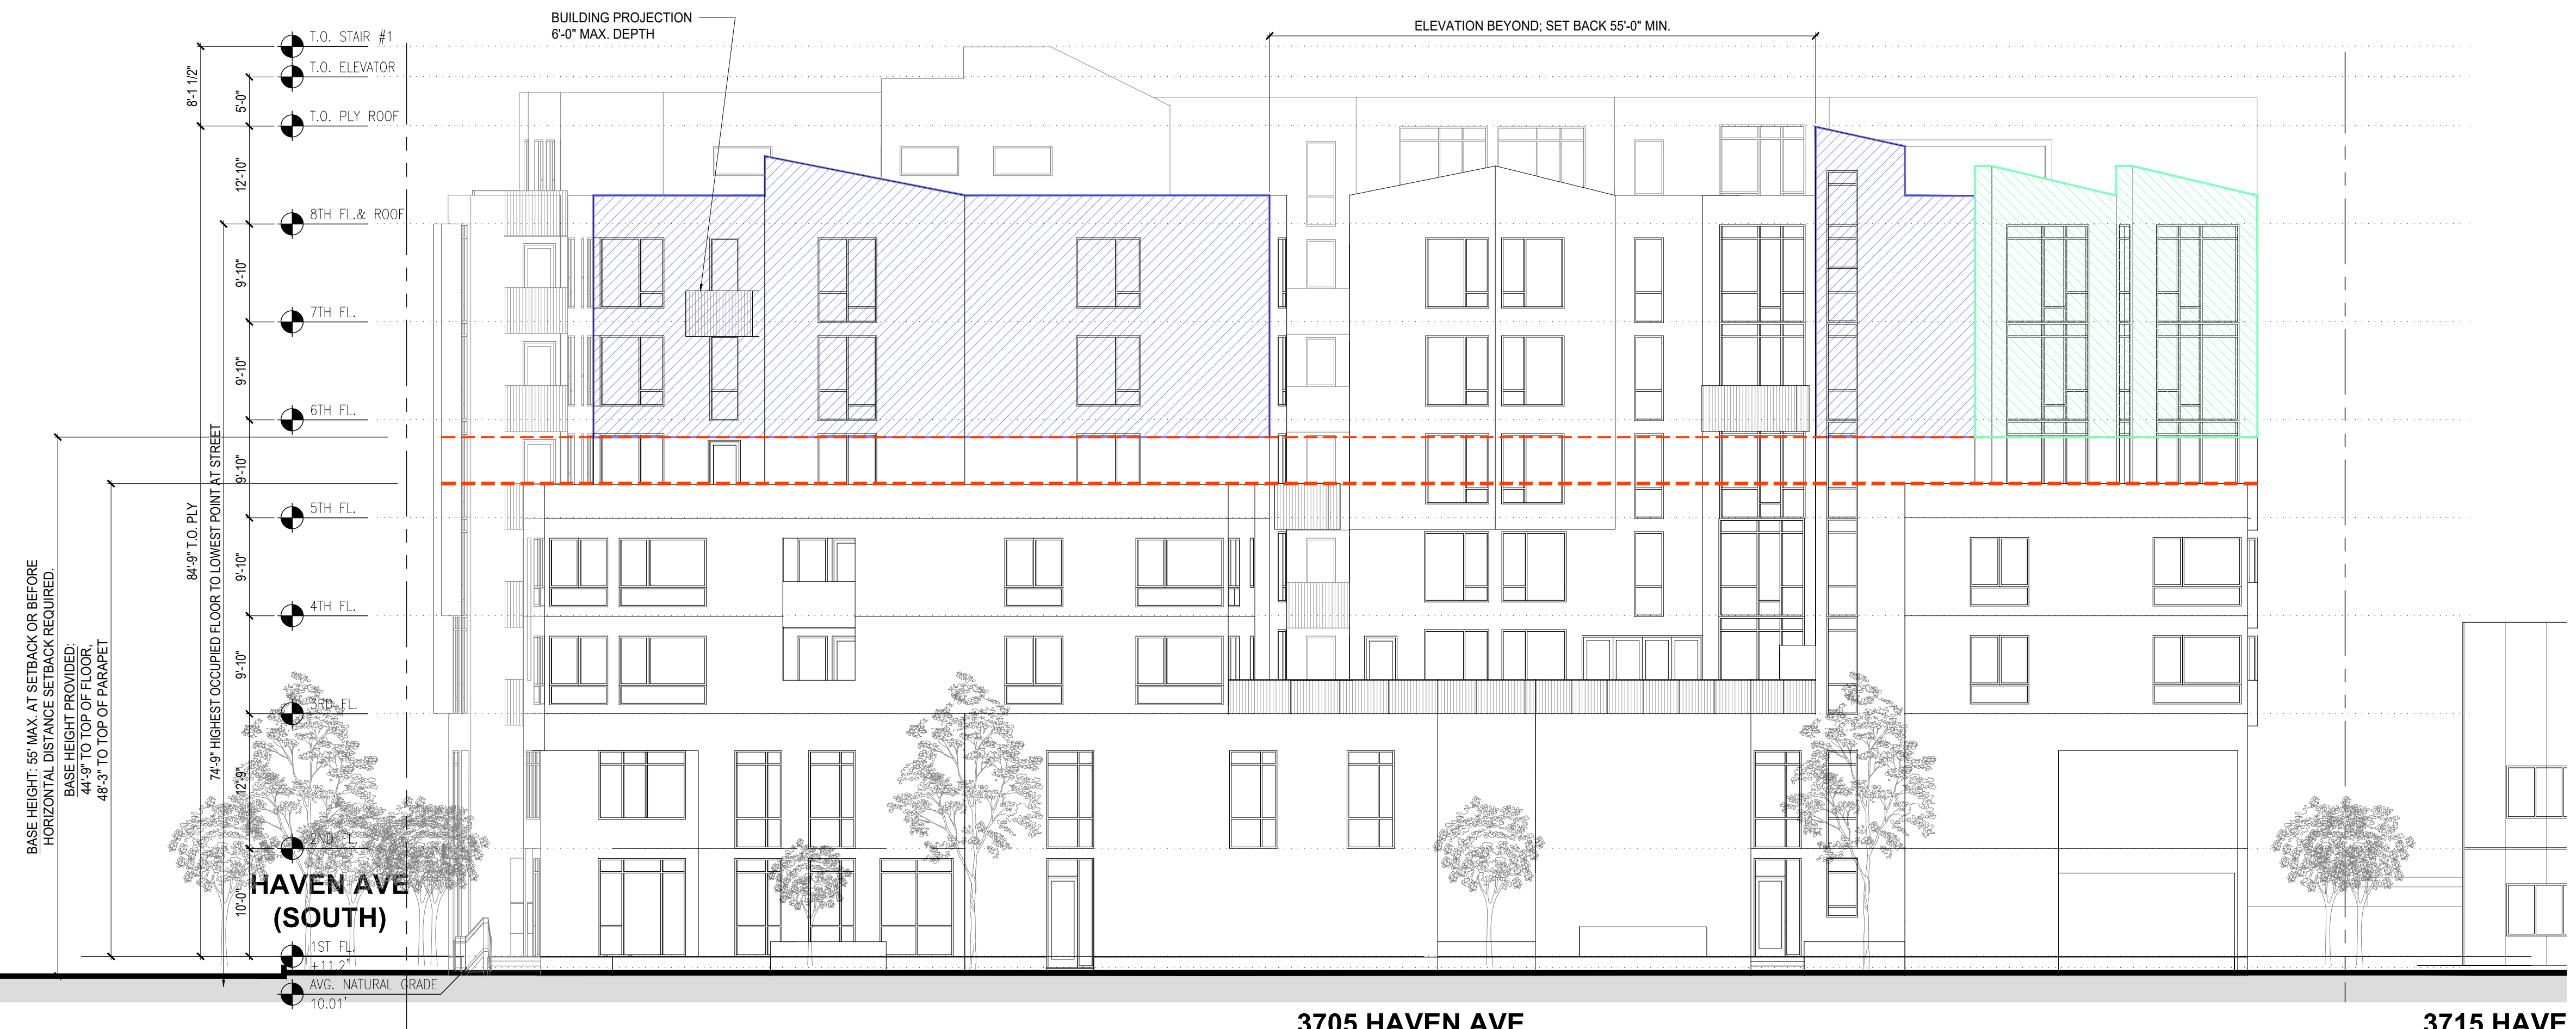 BUILDING PROJECTION
6'-0" MAX. DEPTH
ELEVATION BEYOND; SET BACK 55'-0" MIN.
T.O. STAIR #1
T.O. ELEVATOR
T.O. PLY ROOF
8TH FL.& ROOF
7TH FL.
6TH FL.
5TH FL.
4TH FL.
3RD FL.
2ND FL.
1ST FL.
+11.2'
AVG. NATURAL GRADE
10.01'
8'-1 1/2"
5'-0"
12'-10"
9'-10"
9'-10"
9'-10"
9'-10"
9'-10"
12'-9"
10'-0"
84'-9" T.O. PLY
74'-9" HIGHEST OCCUPIED FLOOR TO LOWEST POINT AT STREET
BASE HEIGHT: 55' MAX. AT SETBACK OR BEFORE
HORIZONTAL DISTANCE SETBACK REQUIRED.
BASE HEIGHT PROVIDED:
44'-9" TO TOP OF FLOOR,
48'-3" TO TOP OF PARAPET
HAVEN AVE
(SOUTH)
3705 HAVEN AVE
3715 HAVE